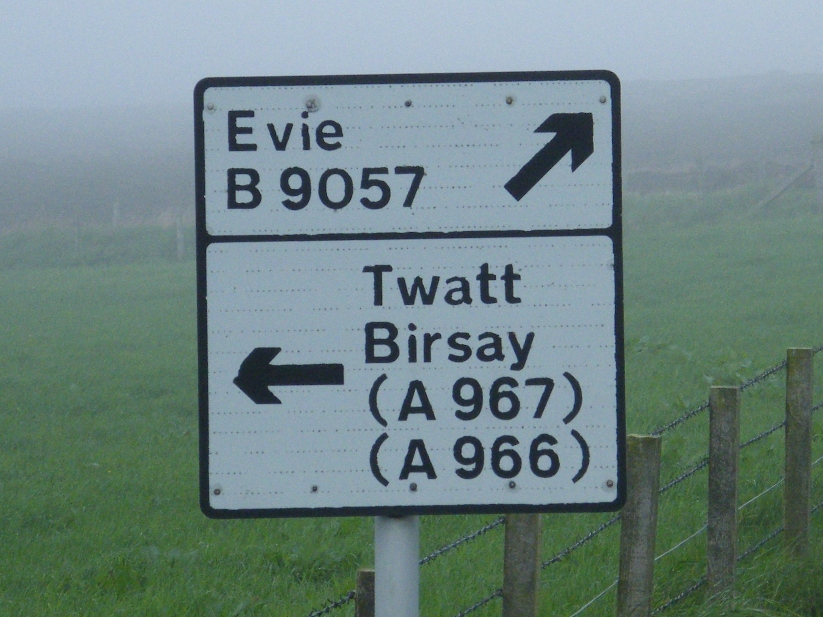 Evie
B 9057
Twatt
Birsay
(A 967)
(A 966)